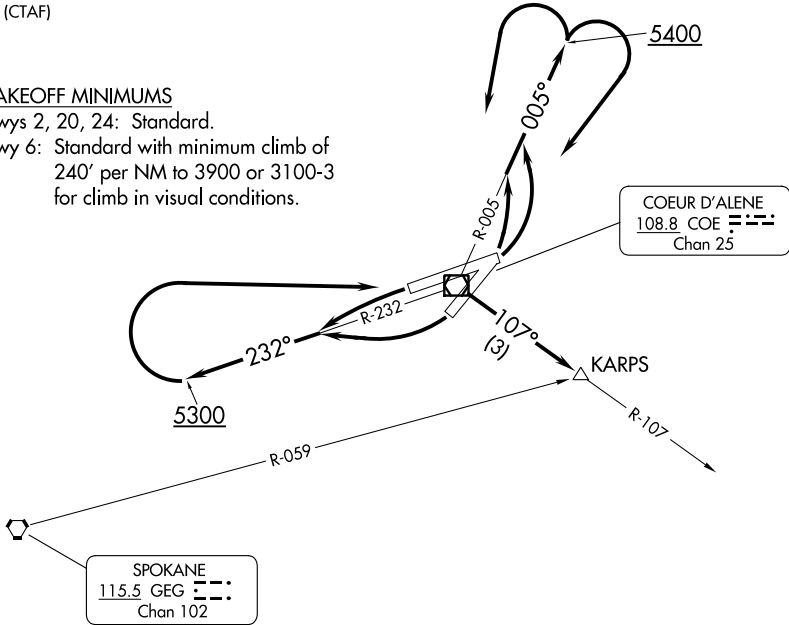 (CTAF)
AKEOFF MINIMUMS
wys 2, 20, 24: Standard.
wy 6: Standard with minimum climb of
240' per NM to 3900 or 3100-3
for climb in visual conditions.
5400
005°
R-005
COEUR D'ALENE
108.8 COE
Chan 25
R-232
232°
5300
107°
(3)
KARPS
R-107
R-059
SPOKANE
115.5 GEG
Chan 102